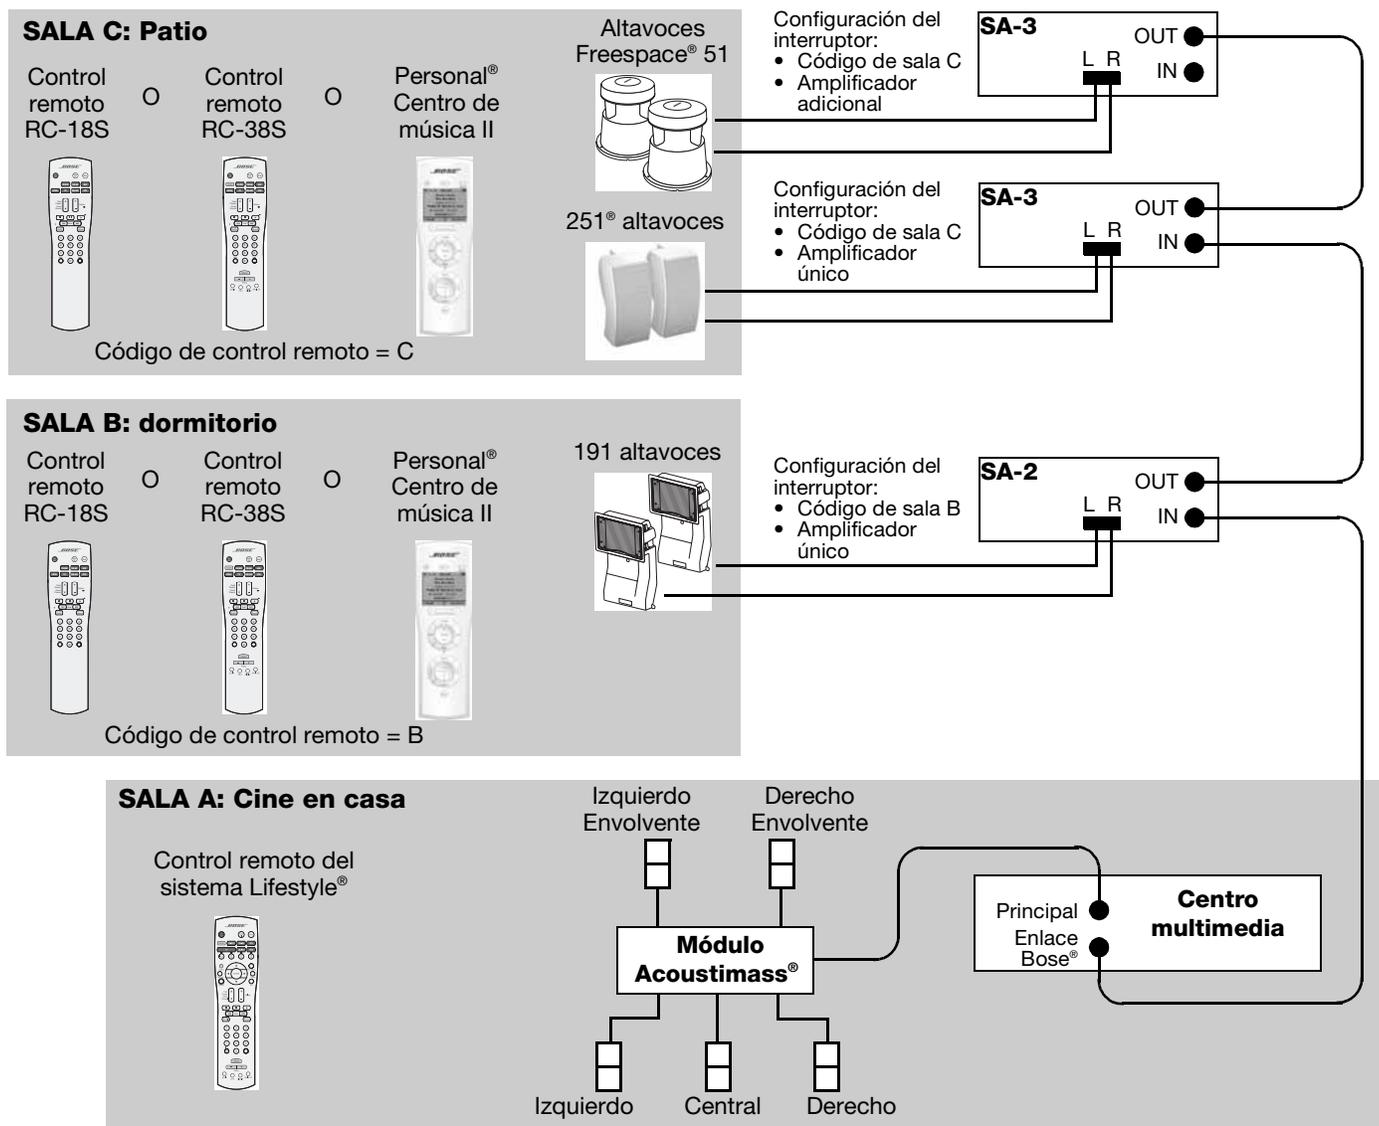 SALA C: Patio
Control
remoto
RC-18S
O
Control
remoto
RC-38S
O
Personal®
Centro de
música II
Código de control remoto = C
Altavoces
Freespace® 51
251® altavoces
Configuración del
interruptor:
• Código de sala C
• Amplificador
adicional
SA-3
OUT
IN
L R
Configuración del
interruptor:
• Código de sala C
• Amplificador
único
SA-3
OUT
IN
L R
SALA B: dormitorio
Control
remoto
RC-18S
O
Control
remoto
RC-38S
O
Personal®
Centro de
música II
Código de control remoto = B
191 altavoces
Configuración del
interruptor:
• Código de sala B
• Amplificador
único
SA-2
OUT
IN
L R
SALA A: Cine en casa
Control remoto del
sistema Lifestyle®
Izquierdo
Envolvente
Derecho
Envolvente
Módulo
Acoustimass®
Izquierdo
Central
Derecho
Principal
Enlace
Bose®
Centro
multimedia